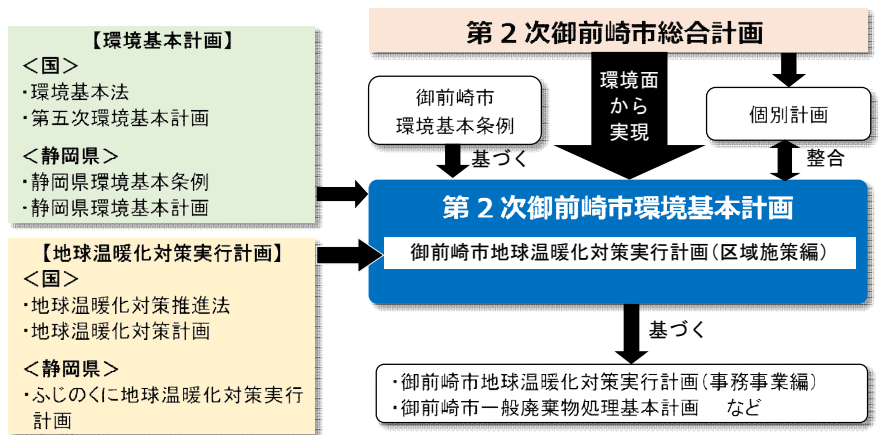 【環境基本計画】
＜国＞
・環境基本法
・第五次環境基本計画
＜静岡県＞
・静岡県環境基本条例
・静岡県環境基本計画
【地球温暖化対策実行計画】
＜国＞
・地球温暖化対策推進法
・地球温暖化対策計画
＜静岡県＞
・ふじのくに地球温暖化対策実行
計画
第２次御前崎市総合計画
御前崎市
環境基本条例
基づく
環境面
から
実現
個別計画
整合
第２次御前崎市環境基本計画
御前崎市地球温暖化対策実行計画（区域施策編）
基づく
・御前崎市地球温暖化対策実行計画（事務事業編）
・御前崎市一般廃棄物処理基本計画　など